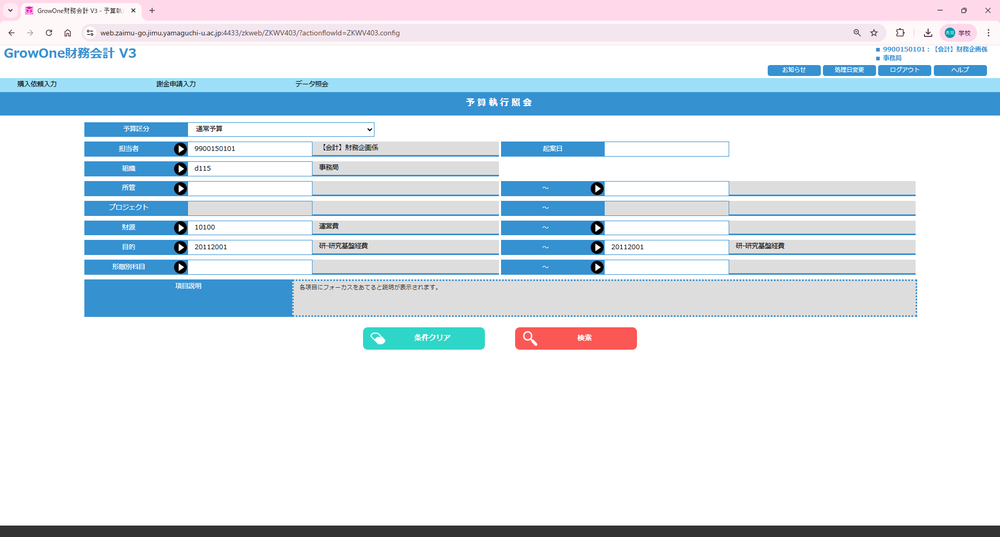 GrowOne財務会計 V3 - 予算執
web.zaimu-go.jimu.yamaguchi-u.ac.jp:4433/zkweb/ZKWV403/?actionflowId=ZKWV403.config
秀晃 学校
GrowOne財務会計 V3
■ 9900150101：【会計】財務企画係
■ 事務局
お知らせ 処理日変更 ログアウト ヘルプ
購入依頼入力 謝金申請入力 データ照会
予算執行照会
予算区分 通常予算
担当者 9900150101 【会計】財務企画係 起案日
組織 d115 事務局
所管 ～
プロジェクト ～
財源 10100 運営費 ～
目的 20112001 研-研究基盤経費 ～ 20112001 研-研究基盤経費
形態別科目 ～
項目説明 各項目にフォーカスをあてると説明が表示されます。
条件クリア 検索